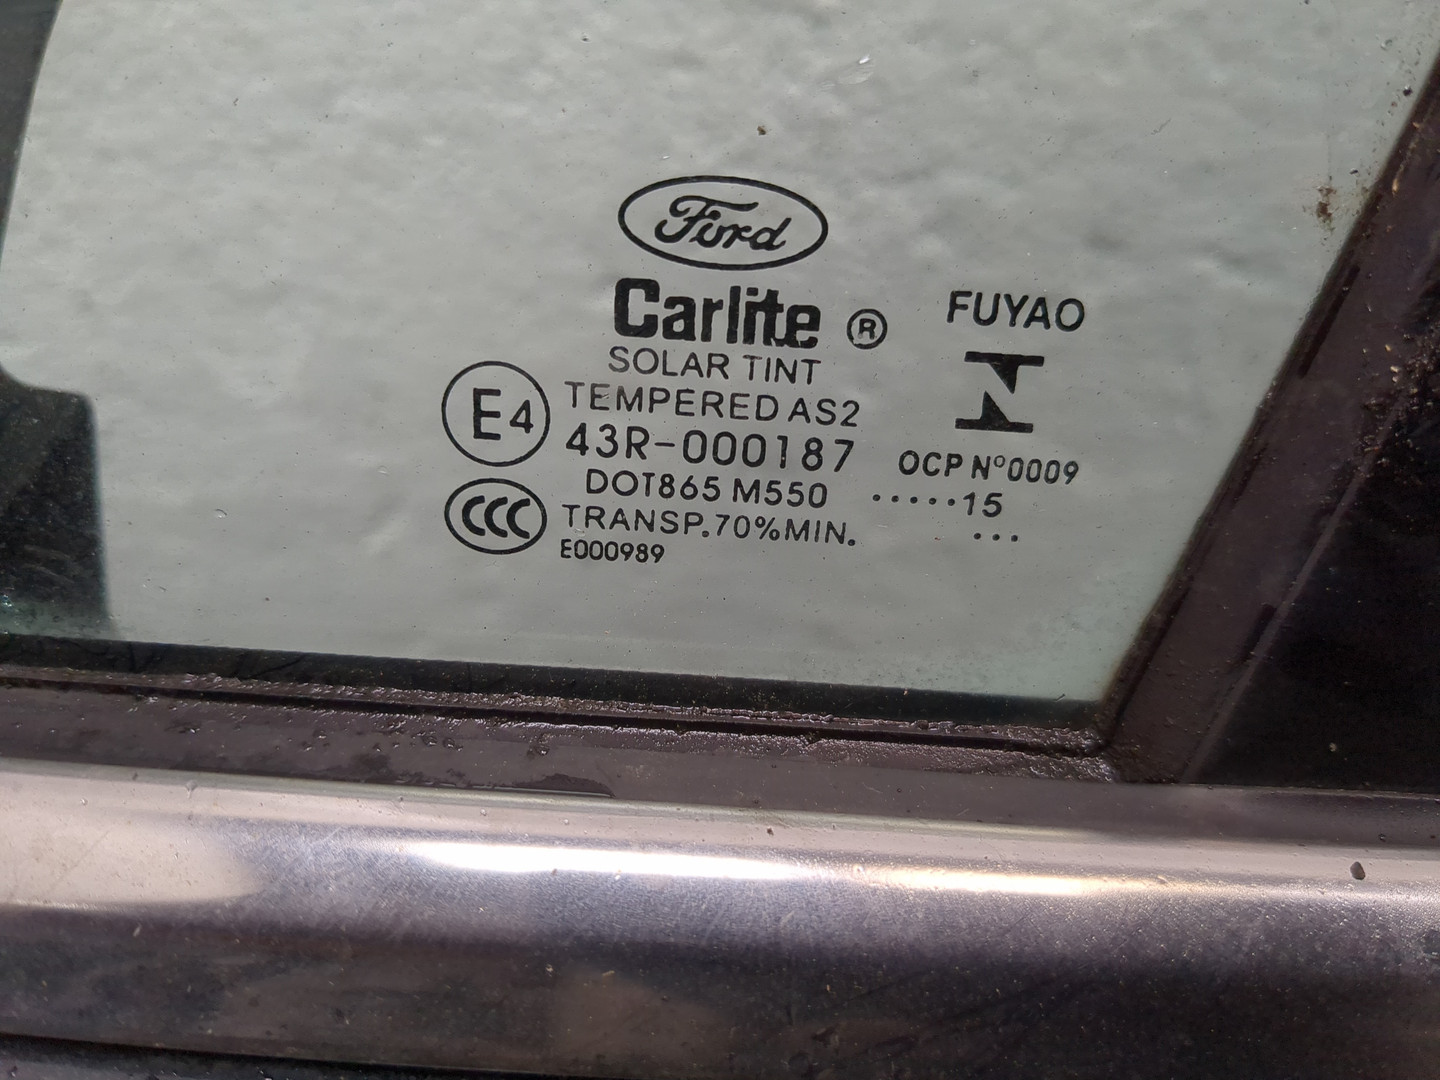 Ford
Carlite ®
SOLAR TINT
TEMPERED AS2
E4
43R-000187
DOT865 M550
CCC
TRANSP.70%MIN.
E000989
FUYAO
OCP Nº0009
.....15
...